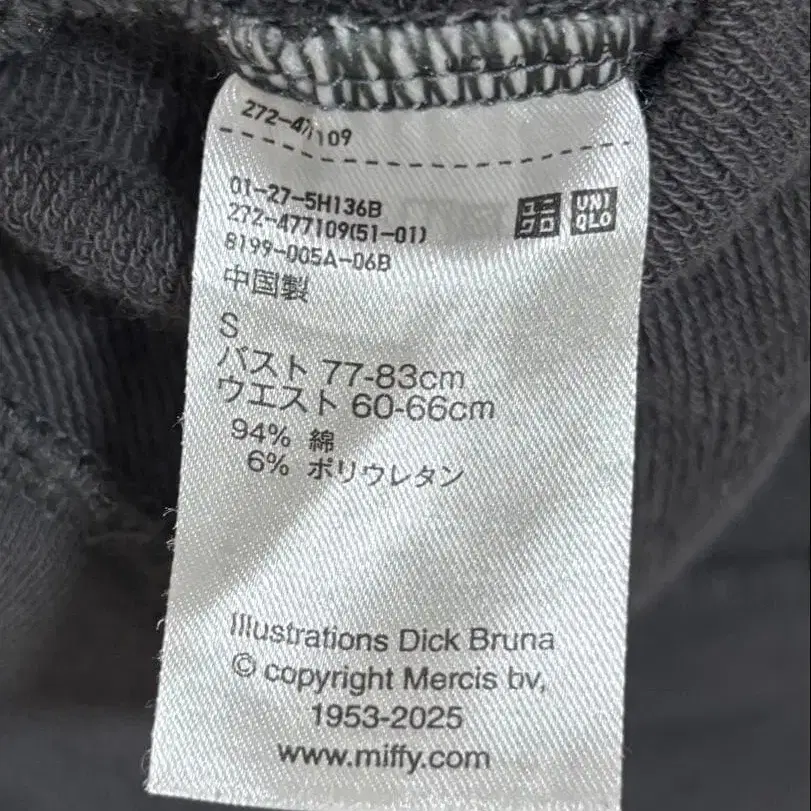 272-477109
01-27-5H136B
272-477109(51-01)
8199-005A-06B
ユニ
クロ
UNI
QLO
中国製
S
バスト 77-83cm
ウエスト 60-66cm
94% 綿
6% ポリウレタン
Illustrations Dick Bruna
© copyright Mercis bv,
1953-2025
www.miffy.com